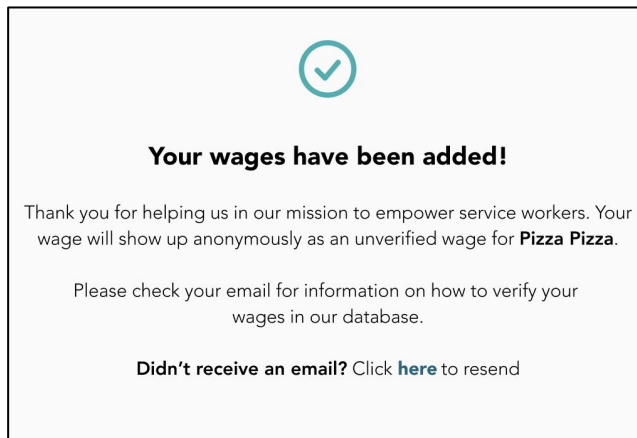 Your wages have been added!
Thank you for helping us in our mission to empower service workers. Your
wage will show up anonymously as an unverified wage for Pizza Pizza.
Please check your email for information on how to verify your
wages in our database.
Didn’t receive an email? Click here to resend